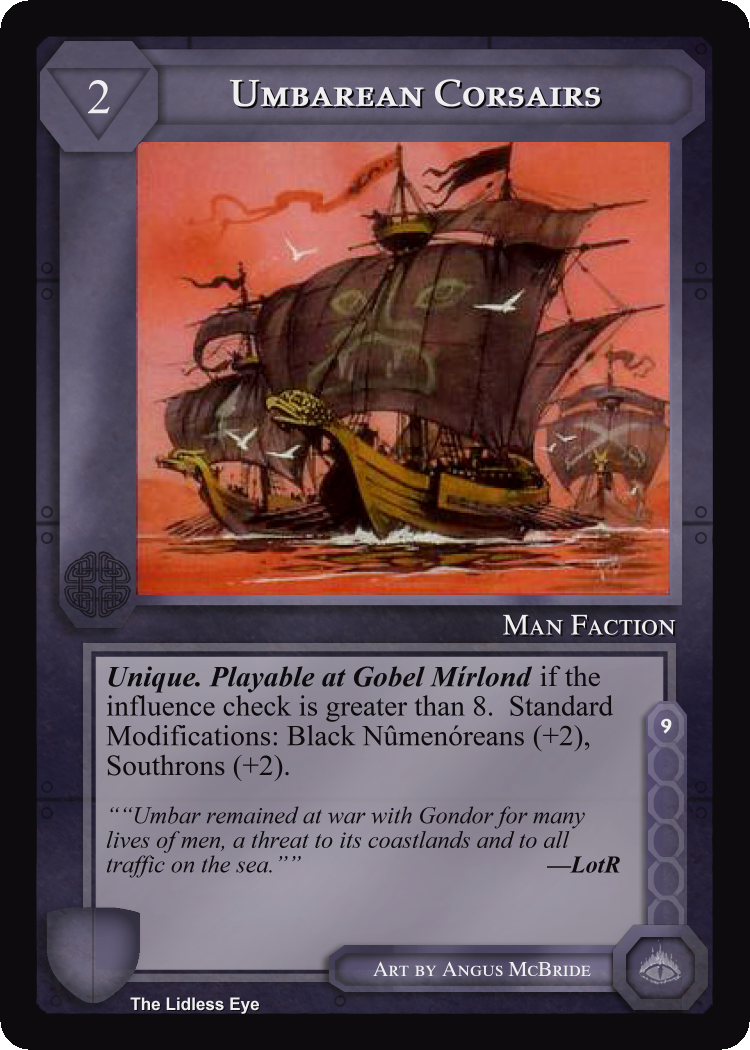 2
Umbarean Corsairs
Man Faction
Unique. Playable at Gobel Mírlond if the
influence check is greater than 8. Standard
Modifications: Black Nûmenóreans (+2),
Southrons (+2).
9
““Umbar remained at war with Gondor for many
lives of men, a threat to its coastlands and to all
traffic on the sea.”” —LotR
Art by Angus McBride
The Lidless Eye